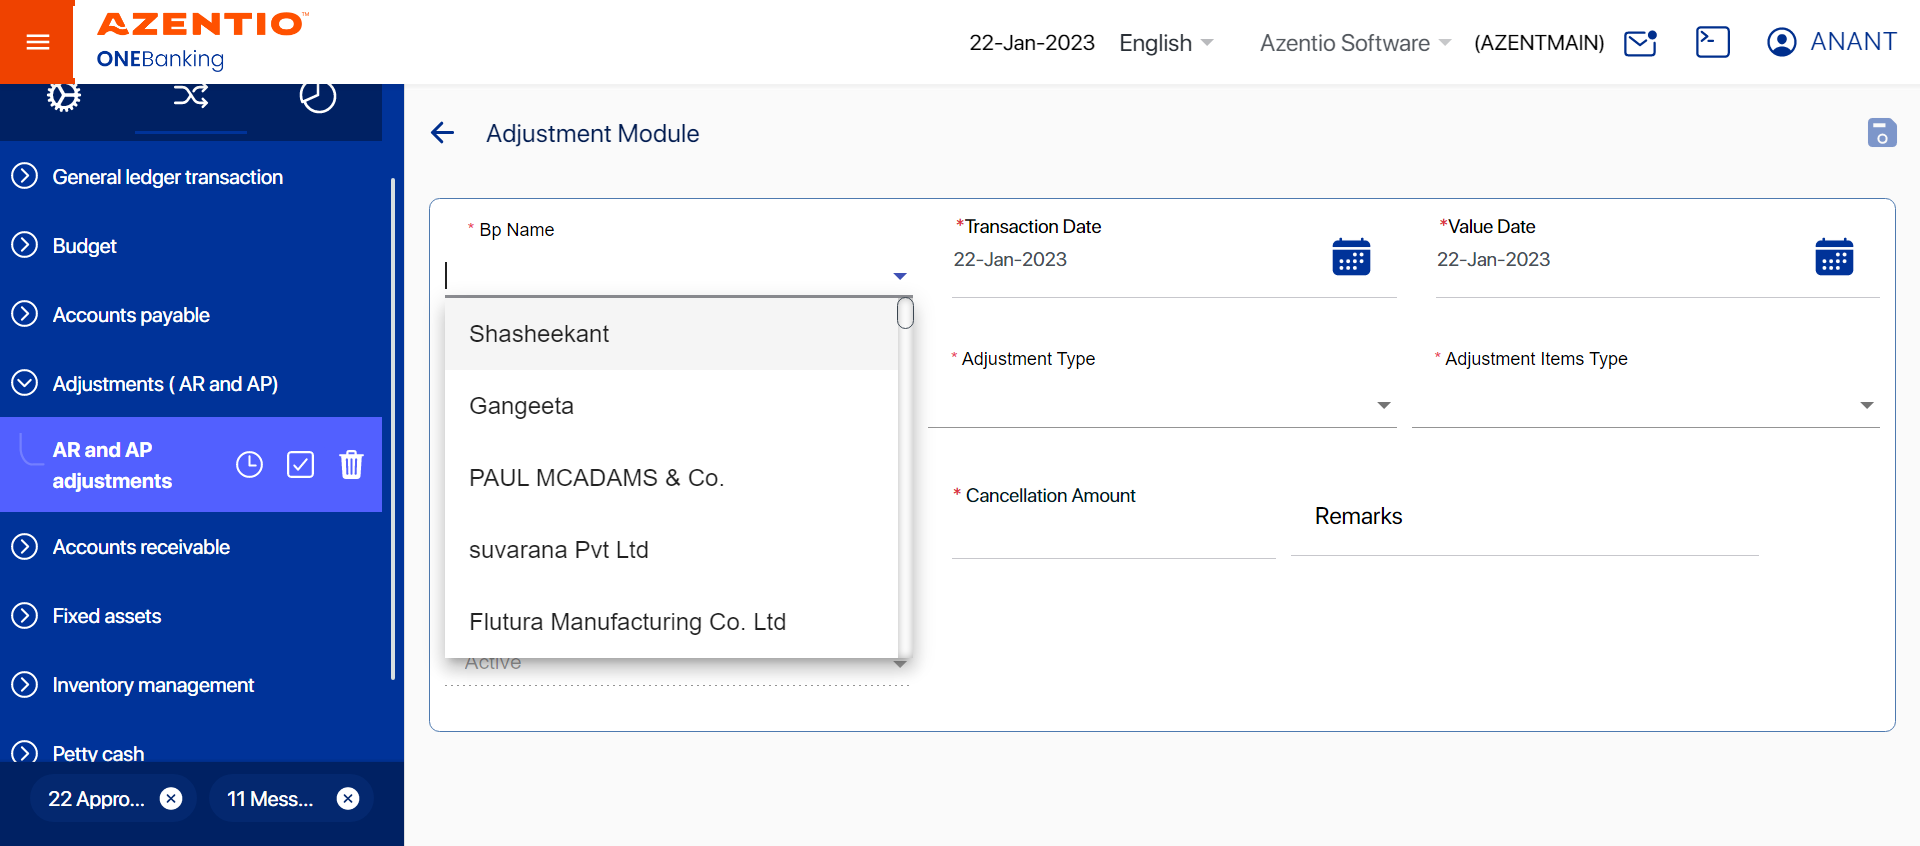 AZENTIO™
ONEBanking
22-Jan-2023
English
Azentio Software
(AZENTMAIN)
ANANT
General ledger transaction
Budget
Accounts payable
Adjustments ( AR and AP)
AR and AP
adjustments
Accounts receivable
Fixed assets
Inventory management
Petty cash
22 Appro...
11 Mess...
Adjustment Module
* Bp Name
Shasheekant
Gangeeta
PAUL MCADAMS & Co.
suvarana Pvt Ltd
Flutura Manufacturing Co. Ltd
Active
*Transaction Date
22-Jan-2023
*Value Date
22-Jan-2023
* Adjustment Type
* Adjustment Items Type
* Cancellation Amount
Remarks